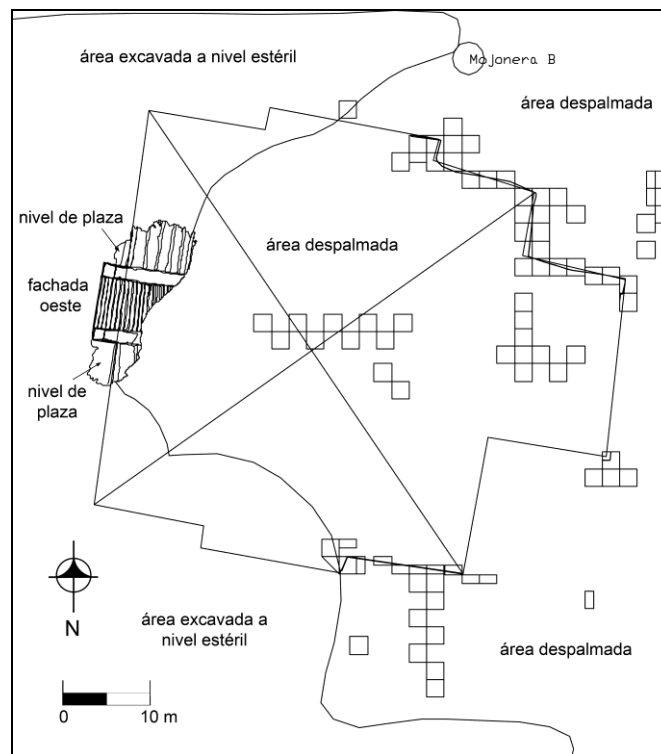 área excavada a nivel estéril
Mojonera B
área despalmada
nivel de plaza
área despalmada
fachada
oeste
nivel de
plaza
N
área excavada a
nivel estéril
área despalmada
0 10 m